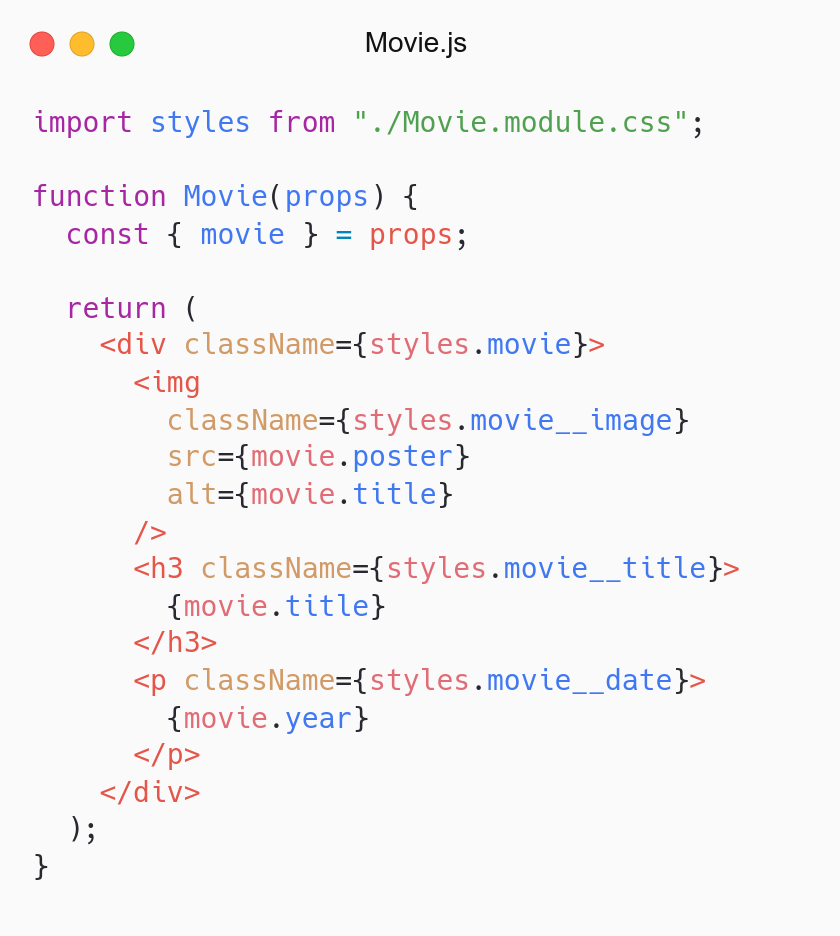 Movie.js
import styles from "./Movie.module.css";

function Movie(props) {
  const { movie } = props;

  return (
    <div className={styles.movie}>
      <img
        className={styles.movie__image}
        src={movie.poster}
        alt={movie.title}
      />
      <h3 className={styles.movie__title}>
        {movie.title}
      </h3>
      <p className={styles.movie__date}>
        {movie.year}
      </p>
    </div>
  );
}